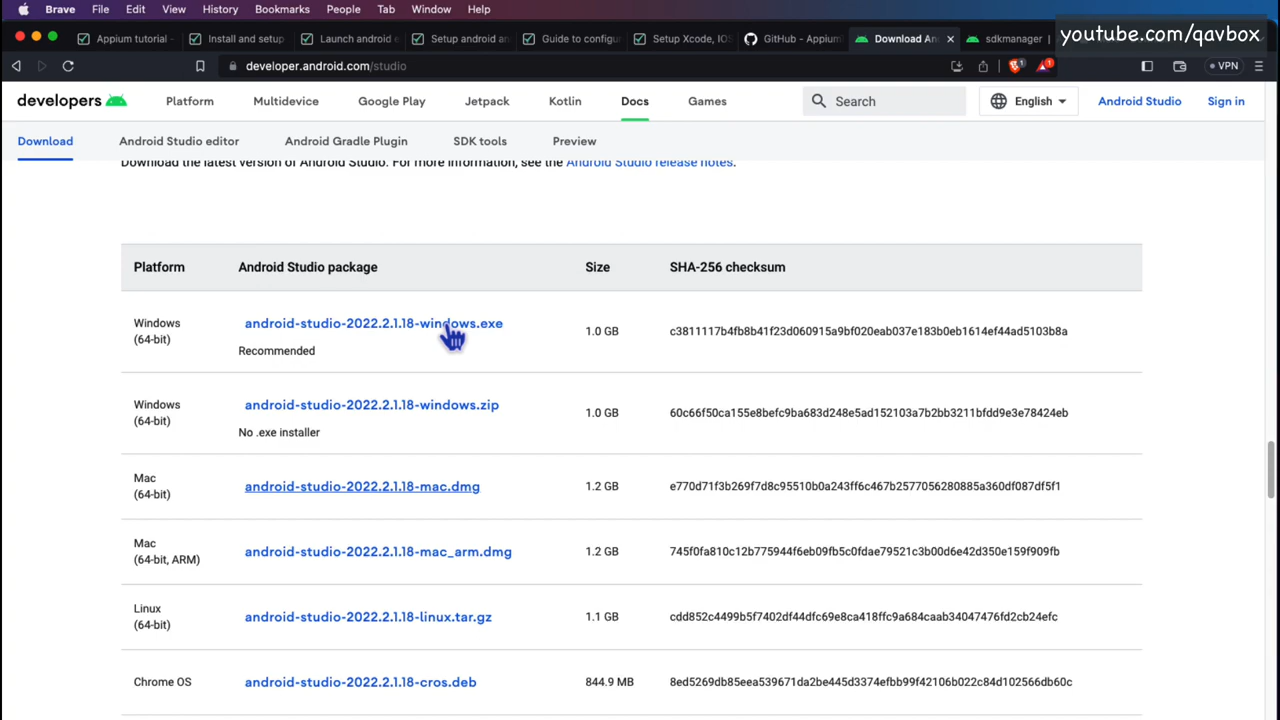 Brave File Edit View History Bookmarks People Tab Window Help
Appium tutorial - Install and setup Launch android e Setup android an Guide to configu Setup Xcode, IOS GitHub - Appium Download An sdkmanager
youtube.com/qavbox
developer.android.com/studio
1
1
VPN
developers Platform Multidevice Google Play Jetpack Kotlin Docs Games Search English Android Studio Sign in
Download Android Studio editor Android Gradle Plugin SDK tools Preview
Download the latest version of Android Studio. For more information, see the Android Studio release notes.
Platform Android Studio package Size SHA-256 checksum
Windows
(64-bit)
android-studio-2022.2.1.18-windows.exe
Recommended
1.0 GB
c3811117b4fb8b41f23d060915a9bf020eab037e183b0eb1614ef44ad5103b8a
Windows
(64-bit)
android-studio-2022.2.1.18-windows.zip
No .exe installer
1.0 GB
60c66f50ca155e8befc9ba683d248e5ad152103a7b2bb3211bfdd9e3e78424eb
Mac
(64-bit)
android-studio-2022.2.1.18-mac.dmg
1.2 GB
e770d71f3b269f7d8c95510b0a243ff6c467b2577056280885a360df087df5f1
Mac
(64-bit, ARM)
android-studio-2022.2.1.18-mac_arm.dmg
1.2 GB
745f0fa810c12b775944f6eb09fb5c0fdae79521c3b00d6e42d350e159f909fb
Linux
(64-bit)
android-studio-2022.2.1.18-linux.tar.gz
1.1 GB
cdd852c4499b5f7402df44dfc69e8ca418ffc9a684caab34047476fd2cb24efc
Chrome OS
android-studio-2022.2.1.18-cros.deb
844.9 MB
8ed5269db85eea539671da2be445d3374efbb99f42106b022c84d102566db60c